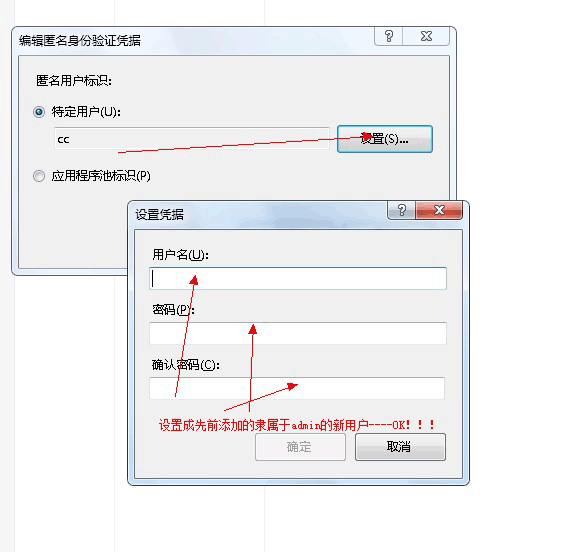 编辑匿名身份验证凭据
匿名用户标识:
特定用户(U):
cc
设置(S)...
应用程序池标识(P)
设置凭据
用户名(U):
密码(P):
确认密码(C):
设置成先前添加的隶属于admin的新用户----OK!!!
确定
取消